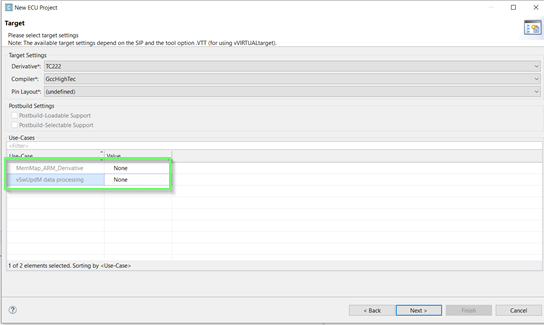 New ECU Project
Target
Please select target settings
Note: The available target settings depend on the SIP and the tool option .VTT (for using vVIRTUALtarget).
Target Settings
Derivative*: TC222
Compiler*: GccHighTec
Pin Layout*: (undefined)
Postbuild Settings
Postbuild-Loadable Support
Postbuild-Selectable Support
Use-Cases
<Filter>
Use-Case Value
MemMap_ARM_Derivative None
vSwUpdM data processing None
1 of 2 elements selected. Sorting by <Use-Case>
< Back Next > Finish Cancel